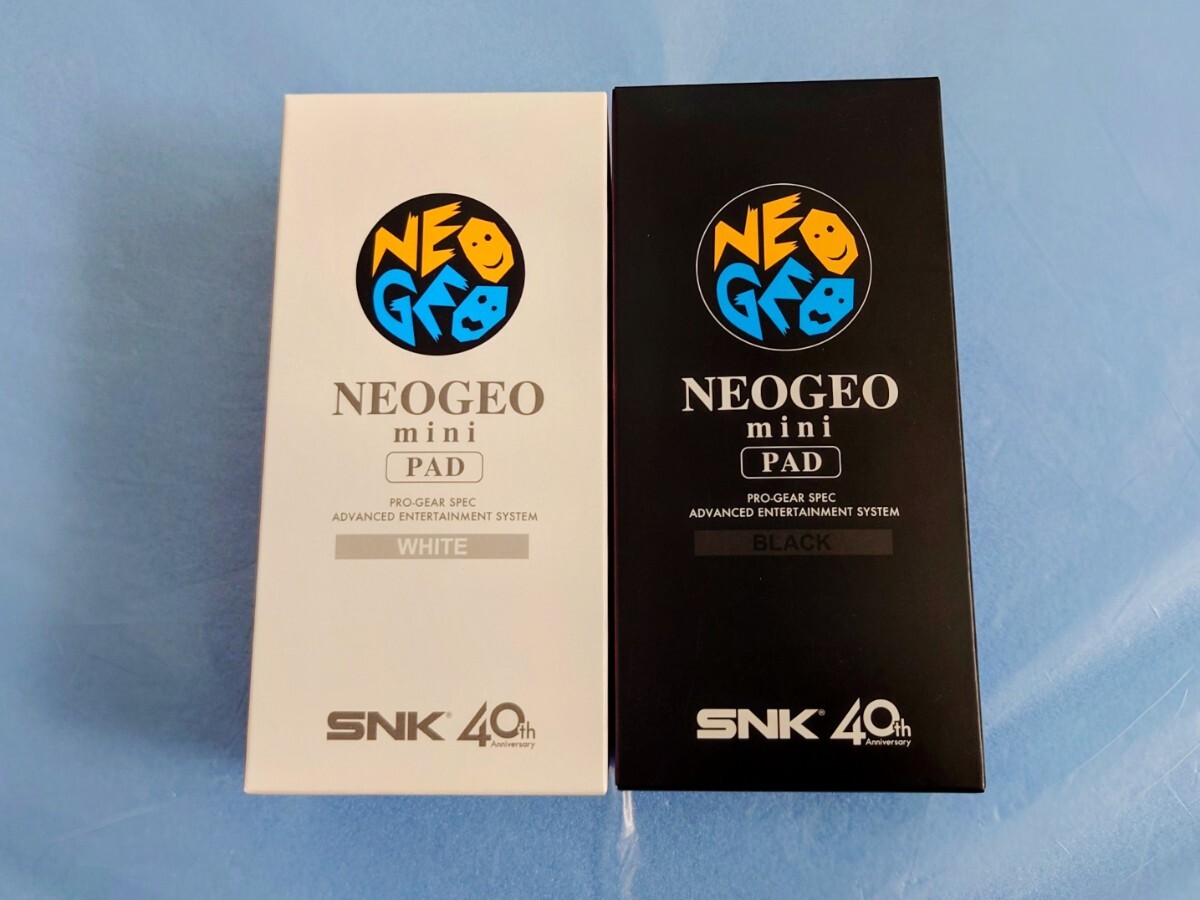 NEO
GEO
NEOGEO
mini
PAD
PRO-GEAR SPEC
ADVANCED ENTERTAINMENT SYSTEM
WHITE
SNK® 40th
Anniversary
NEO
GEO
NEOGEO
mini
PAD
PRO-GEAR SPEC
ADVANCED ENTERTAINMENT SYSTEM
BLACK
SNK® 40th
Anniversary